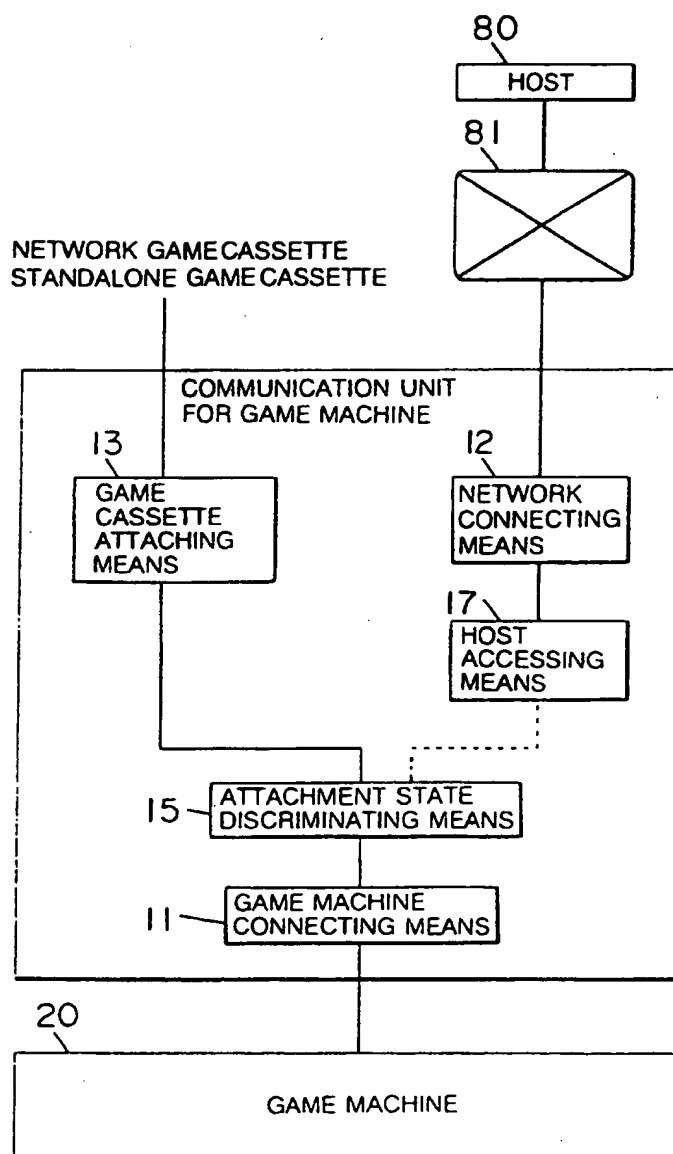 80
HOST
81
NETWORK GAME CASSETTE
STANDALONE GAME CASSETTE
COMMUNICATION UNIT
FOR GAME MACHINE
13
GAME
CASSETTE
ATTACHING
MEANS
12
NETWORK
CONNECTING
MEANS
17
HOST
ACCESSING
MEANS
15
ATTACHMENT STATE
DISCRIMINATING MEANS
11
GAME MACHINE
CONNECTING MEANS
20
GAME MACHINE